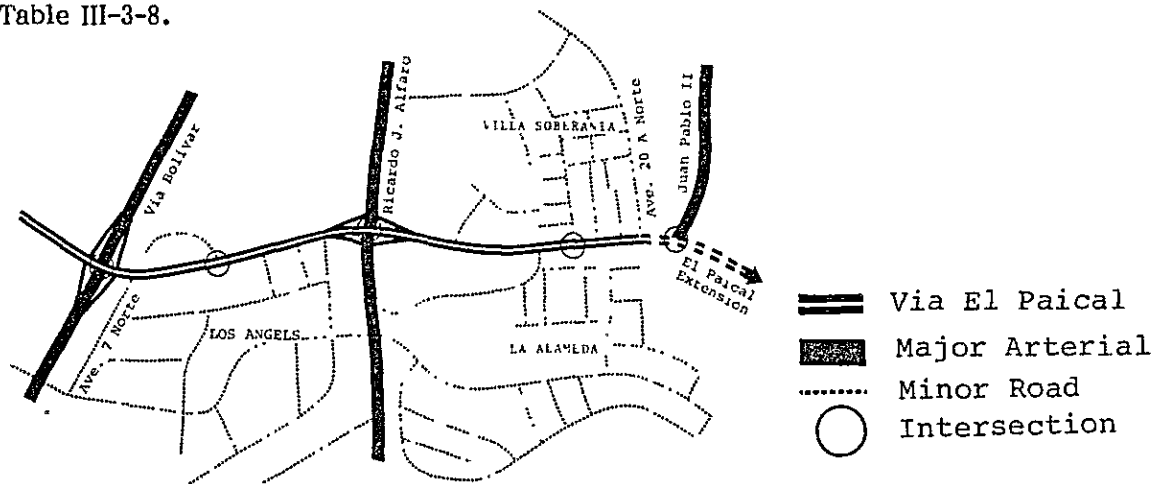 Table III-3-8.
Via Bolivar
Ricardo J. Alfaro
VILLA SOBERANIA
Ave. 20 A Norte
Juan Pablo II
El Paical
Extension
Ave. 7 Norte
LOS ANGELS
LA ALAMEDA
Via El Paical
Major Arterial
Minor Road
Intersection